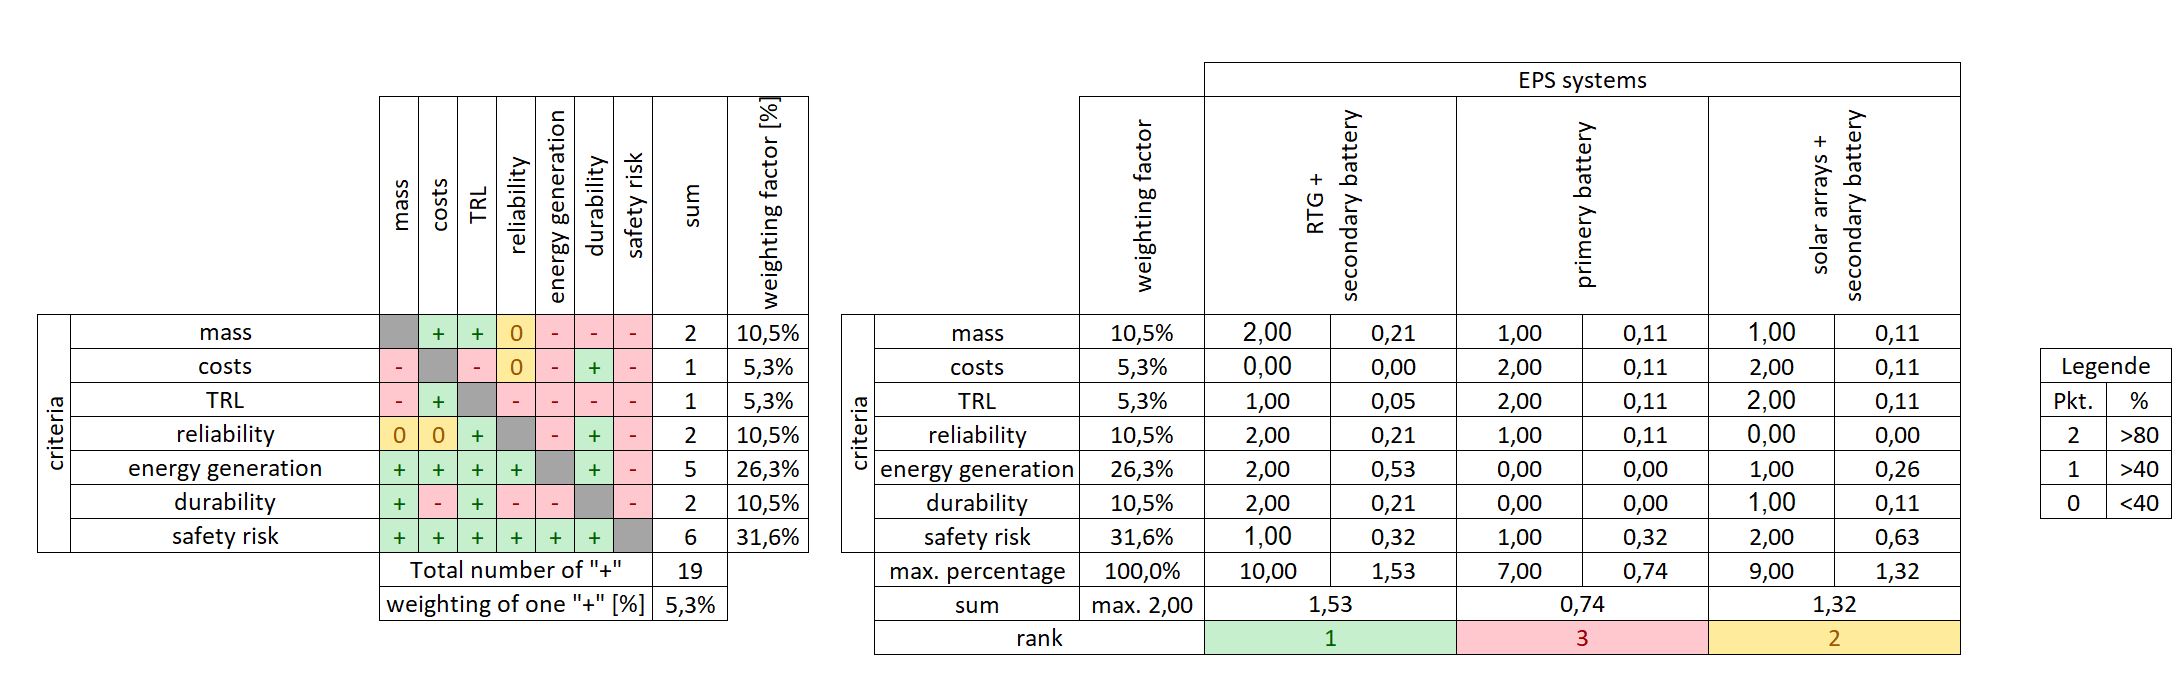 mass costs TRL reliability energy generation durability safety risk sum weighting factor [%]
criteria
mass + + 0 - - - 2 10,5%
costs - - 0 - + - 1 5,3%
TRL - + - - - - 1 5,3%
reliability 0 0 + - + - 2 10,5%
energy generation + + + + + - 5 26,3%
durability + - + - - - 2 10,5%
safety risk + + + + + + 6 31,6%
Total number of "+" 19
weighting of one "+" [%] 5,3%
EPS systems
weighting factor
RTG +
secondary battery
primery battery
solar arrays +
secondary battery
criteria
mass 10,5% 2,00 0,21 1,00 0,11 1,00 0,11
costs 5,3% 0,00 0,00 2,00 0,11 2,00 0,11
TRL 5,3% 1,00 0,05 2,00 0,11 2,00 0,11
reliability 10,5% 2,00 0,21 1,00 0,11 0,00 0,00
energy generation 26,3% 2,00 0,53 0,00 0,00 1,00 0,26
durability 10,5% 2,00 0,21 0,00 0,00 1,00 0,11
safety risk 31,6% 1,00 0,32 1,00 0,32 2,00 0,63
max. percentage 100,0% 10,00 1,53 7,00 0,74 9,00 1,32
sum max. 2,00 1,53 0,74 1,32
rank 1 3 2
Legende
Pkt. %
2 >80
1 >40
0 <40